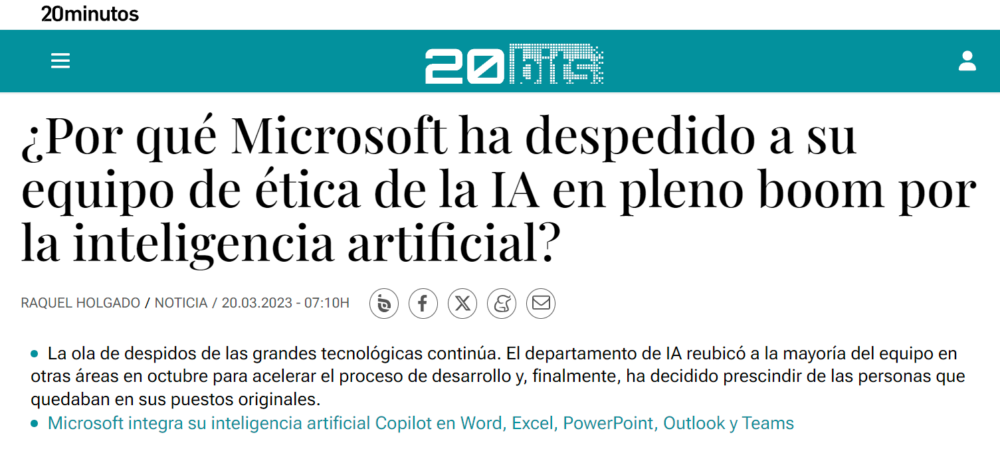 20minutos
20bits
¿Por qué Microsoft ha despedido a su
equipo de ética de la IA en pleno boom por
la inteligencia artificial?
RAQUEL HOLGADO / NOTICIA / 20.03.2023 - 07:10H
La ola de despidos de las grandes tecnológicas continúa. El departamento de IA reubicó a la mayoría del equipo en
otras áreas en octubre para acelerar el proceso de desarrollo y, finalmente, ha decidido prescindir de las personas que
quedaban en sus puestos originales.
Microsoft integra su inteligencia artificial Copilot en Word, Excel, PowerPoint, Outlook y Teams